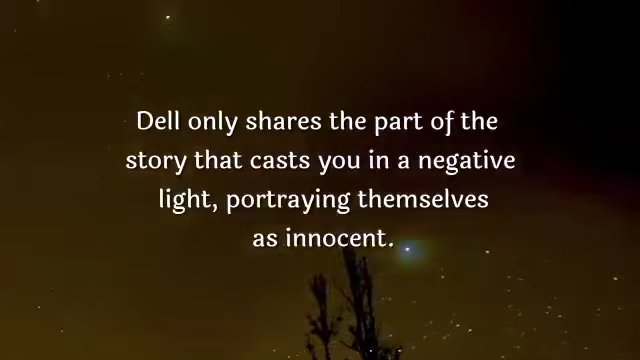 Dell only shares the part of the
story that casts you in a negative
light, portraying themselves
as innocent.